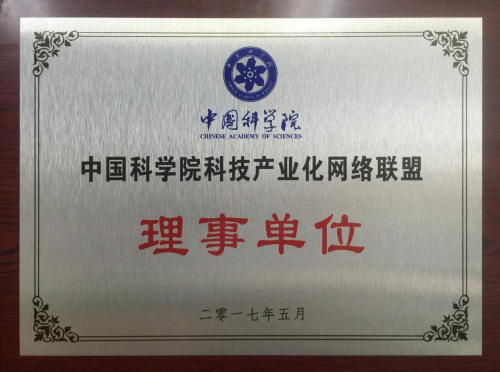 中国科学院
CHINESE ACADEMY OF SCIENCES
中国科学院科技产业化网络联盟
理事单位
二零一七年五月